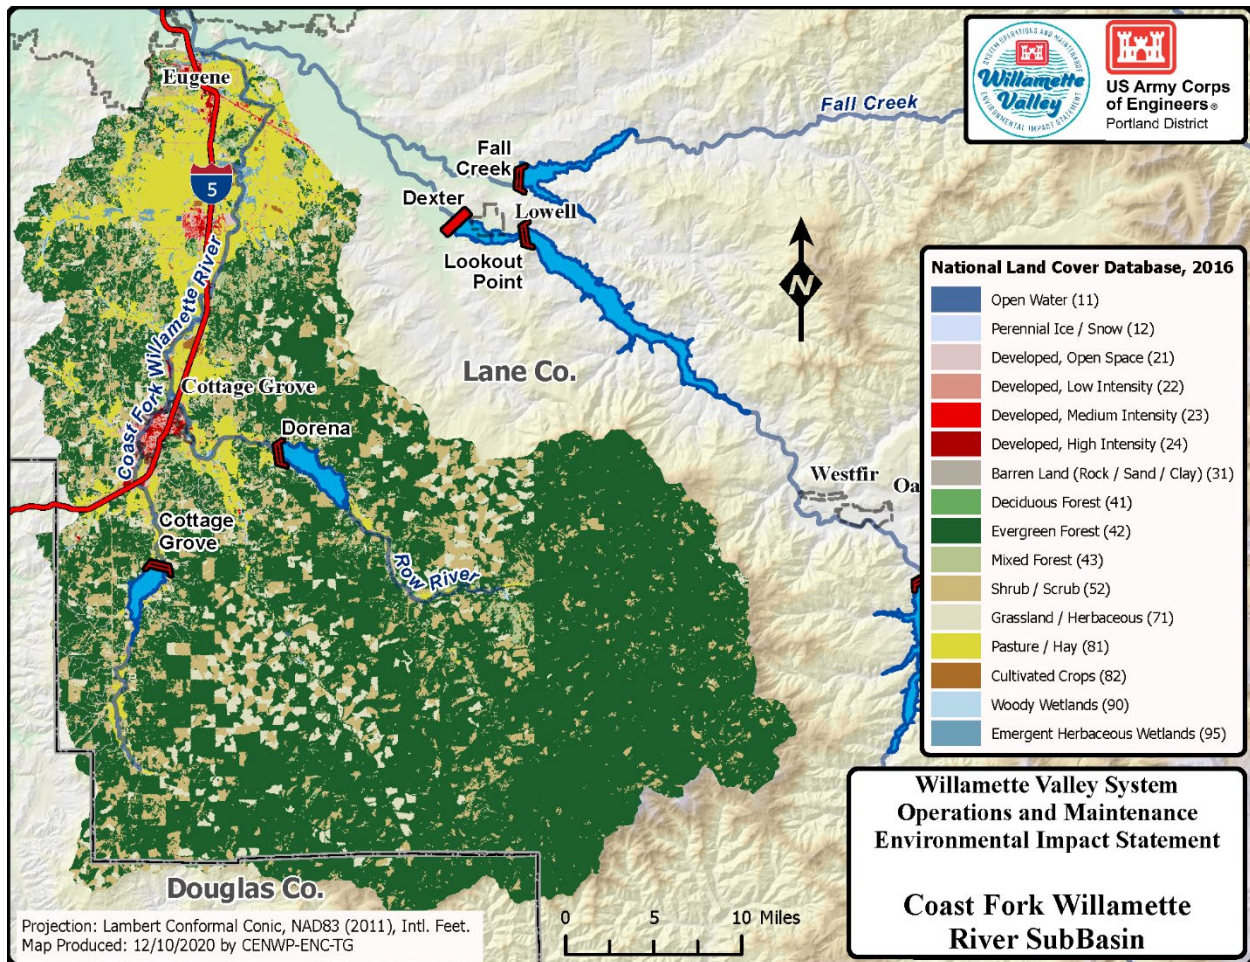 Eugene
5
Coast Fork Willamette River
Cottage Grove
Dorena
Cottage
Grove
Row River
Fall Creek
Fall
Creek
Dexter
Lowell
Lookout
Point
Lane Co.
Westfir
Oa
Douglas Co.
N
SYSTEM OPERATIONS AND MAINTENANCE
Willamette
Valley
ENVIRONMENTAL IMPACT STATEMENT
US Army Corps
of Engineers®
Portland District
National Land Cover Database, 2016
Open Water (11)
Perennial Ice / Snow (12)
Developed, Open Space (21)
Developed, Low Intensity (22)
Developed, Medium Intensity (23)
Developed, High Intensity (24)
Barren Land (Rock / Sand / Clay) (31)
Deciduous Forest (41)
Evergreen Forest (42)
Mixed Forest (43)
Shrub / Scrub (52)
Grassland / Herbaceous (71)
Pasture / Hay (81)
Cultivated Crops (82)
Woody Wetlands (90)
Emergent Herbaceous Wetlands (95)
Willamette Valley System
Operations and Maintenance
Environmental Impact Statement
Coast Fork Willamette
River SubBasin
0 5 10 Miles
Projection: Lambert Conformal Conic, NAD83 (2011), Intl. Feet.
Map Produced: 12/10/2020 by CENWP-ENC-TG